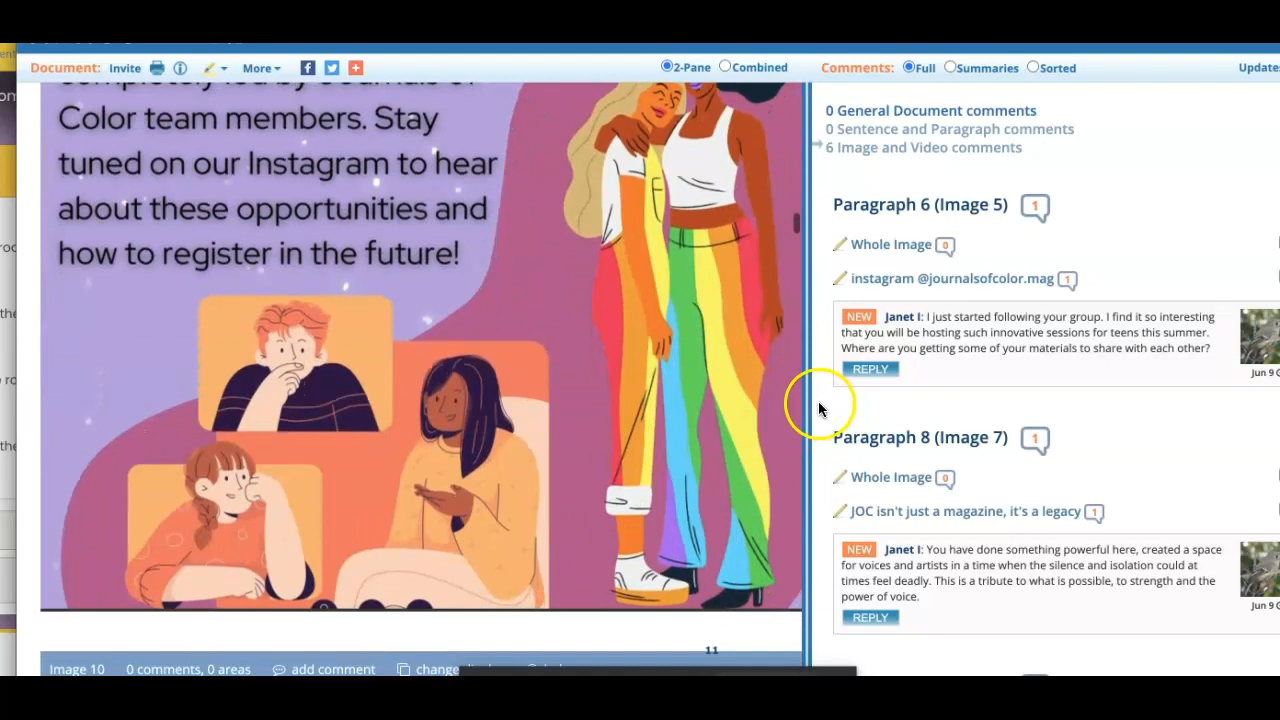 Document: Invite More 2-Pane Combined Comments: Full Summaries Sorted
completely led by Journals of
Color team members. Stay
tuned on our Instagram to hear
about these opportunities and
how to register in the future!
11
Image 10 0 comments, 0 areas add comment change
0 General Document comments
0 Sentence and Paragraph comments
6 Image and Video comments
Paragraph 6 (Image 5) 1
Whole Image 0
instagram @journalsofcolor.mag 1
NEW Janet I: I just started following your group. I find it so interesting
that you will be hosting such innovative sessions for teens this summer.
Where are you getting some of your materials to share with each other?
Jun 9
REPLY
Paragraph 8 (Image 7) 1
Whole Image 0
JOC isn't just a magazine, it's a legacy 1
NEW Janet I: You have done something powerful here, created a space
for voices and artists in a time when the silence and isolation could at
times feel deadly. This is a tribute to what is possible, to strength and the
power of voice.
Jun 9
REPLY